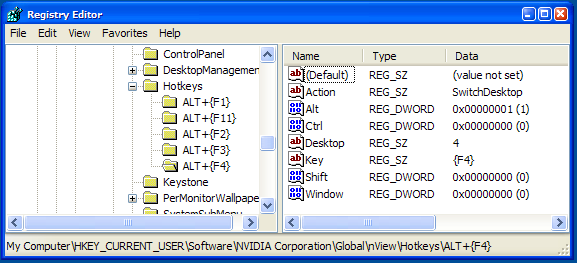 Registry Editor
File Edit View Favorites Help
ControlPanel
DesktopManagemen
Hotkeys
ALT+{F1}
ALT+{F11}
ALT+{F2}
ALT+{F3}
ALT+{F4}
Keystone
PerMonitorWallpape
SystemSubMenu
Name Type Data
(Default) REG_SZ (value not set)
Action REG_SZ SwitchDesktop
Alt REG_DWORD 0x00000001 (1)
Ctrl REG_DWORD 0x00000000 (0)
Desktop REG_SZ 4
Key REG_SZ {F4}
Shift REG_DWORD 0x00000000 (0)
Window REG_DWORD 0x00000000 (0)
My Computer\HKEY_CURRENT_USER\Software\NVIDIA Corporation\Global\nView\Hotkeys\ALT+{F4}